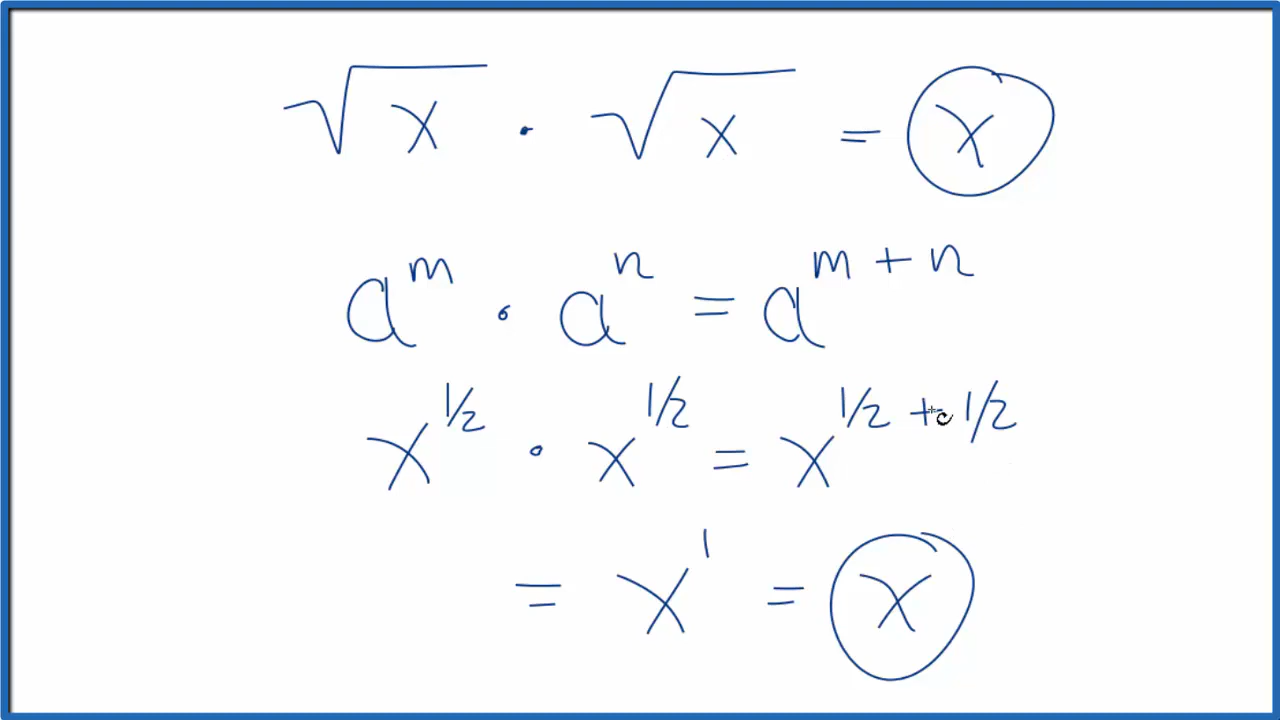 √x · √x = x
a^m · a^n = a^(m + n)
x^(1/2) · x^(1/2) = x^(1/2 + 1/2)
= x^1 = x